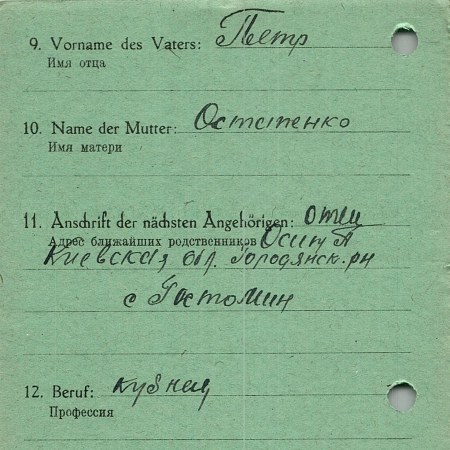 9. Vorname des Vaters: Петр
Имя отца
10. Name der Mutter: Остапенко
Имя матери
11. Anschrift der nächsten Angehörigen: отец
Адрес ближайших родственников Осип П
Киевская обл. Бородянск. рн
с Гостомин
12. Beruf: кузнец
Профессия